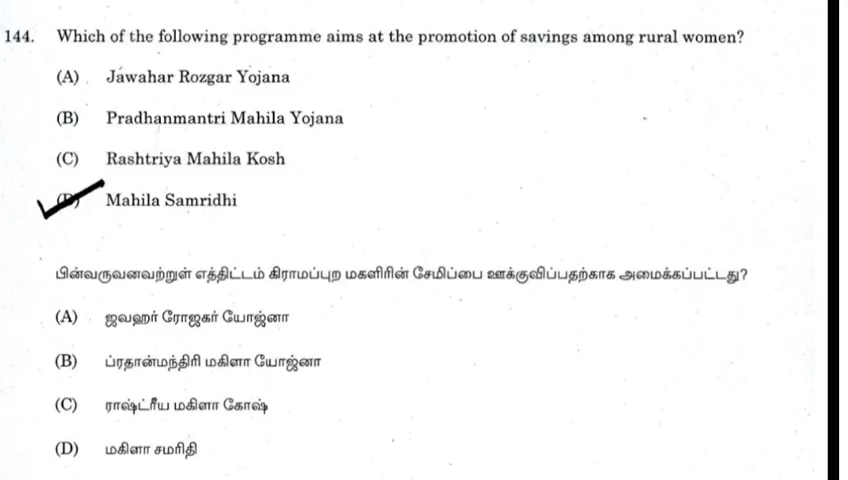 144. Which of the following programme aims at the promotion of savings among rural women?
(A) Jawahar Rozgar Yojana
(B) Pradhanmantri Mahila Yojana
(C) Rashtriya Mahila Kosh
(D) Mahila Samridhi
பின்வருவனவற்றுள் எத்திட்டம் கிராமப்புற மகளிரின் சேமிப்பை ஊக்குவிப்பதற்காக அமைக்கப்பட்டது?
(A) ஜவஹர் ரோஜகர் யோஜ்னா
(B) ப்ரதான்மந்திரி மகிளா யோஜ்னா
(C) ராஷ்ட்ரீய மகிளா கோஷ்
(D) மகிளா சமரிதி